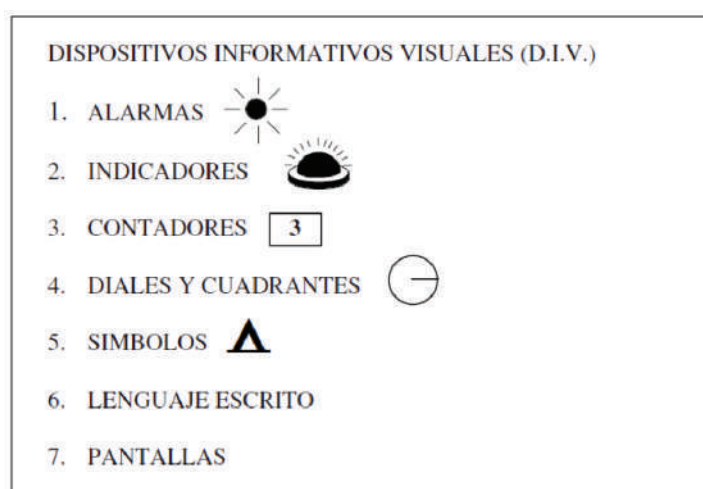 DISPOSITIVOS INFORMATIVOS VISUALES (D.I.V.)
1. ALARMAS
2. INDICADORES
3. CONTADORES 3
4. DIALES Y CUADRANTES
5. SIMBOLOS
6. LENGUAJE ESCRITO
7. PANTALLAS